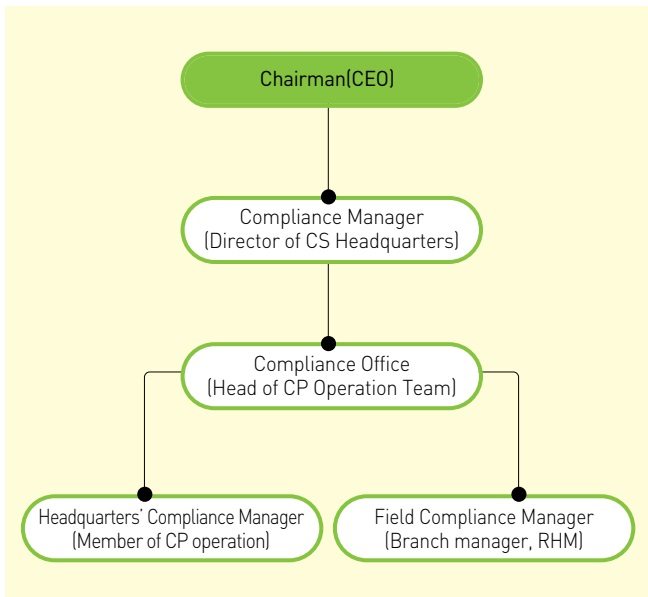 Chairman(CEO)
Compliance Manager
(Director of CS Headquarters)
Compliance Office
(Head of CP Operation Team)
Headquarters’ Compliance Manager
(Member of CP operation)
Field Compliance Manager
(Branch manager, RHM)